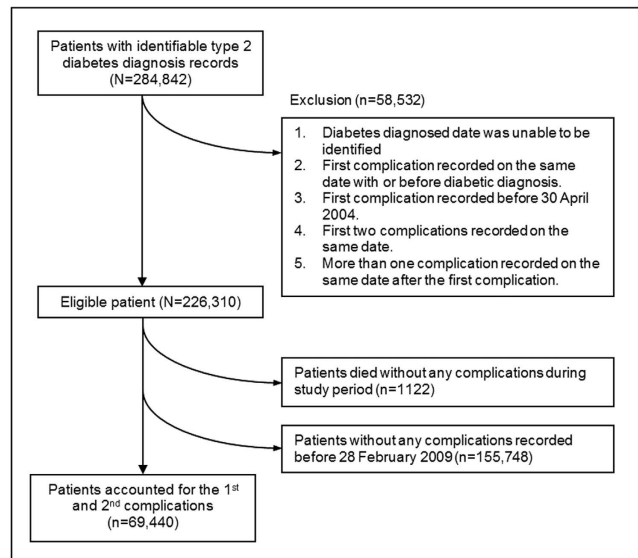 Patients with identifiable type 2
diabetes diagnosis records
(N=284,842)
Exclusion (n=58,532)
1. Diabetes diagnosed date was unable to be
identified
2. First complication recorded on the same
date with or before diabetic diagnosis.
3. First complication recorded before 30 April
2004.
4. First two complications recorded on the
same date.
5. More than one complication recorded on the
same date after the first complication.
Eligible patient (N=226,310)
Patients died without any complications during
study period (n=1122)
Patients without any complications recorded
before 28 February 2009 (n=155,748)
Patients accounted for the 1st
and 2nd complications
(n=69,440)